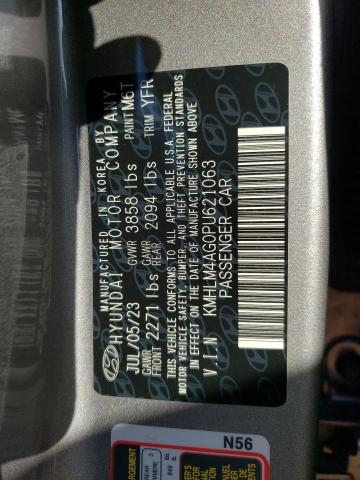 MANUFACTURED IN KOREA BY
HYUNDAI MOTOR COMPANY
JUL/05/23 GVWR 3858 lbs PAINT M6T
GAWR FRONT 2271 lbs GAWR REAR 2094 lbs TRIM YFR
THIS VEHICLE CONFORMS TO ALL APPLICABLE U.S.A. FEDERAL
MOTOR VEHICLE SAFETY, BUMPER, AND THEFT PREVENTION STANDARDS
IN EFFECT ON THE DATE OF MANUFACTURE SHOWN ABOVE
V.I.N KMHLM4AG0PU621063
PASSENGER CAR
N56
REAR 3